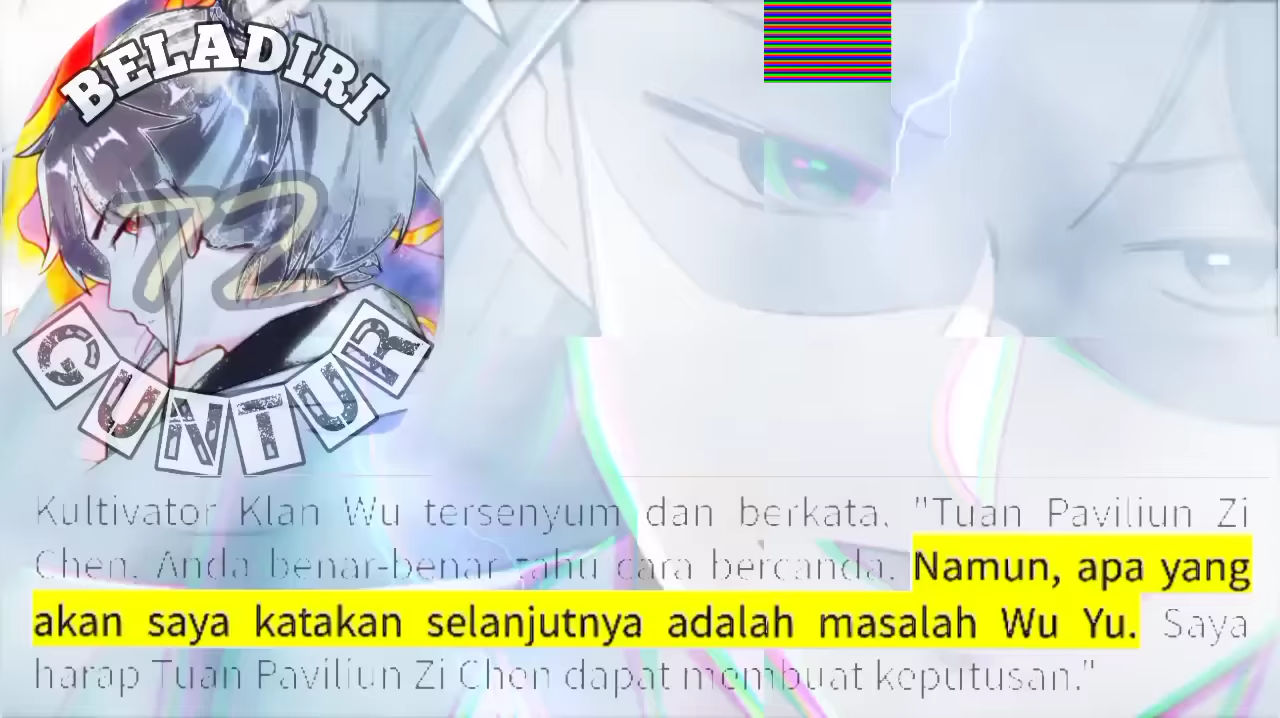 BELADIRI
72
GUNTUR
Kultivator Klan Wu tersenyum dan berkata. "Tuan Paviliun Zi
Chen. Anda benar-benar tahu cara bercanda. Namun, apa yang
akan saya katakan selanjutnya adalah masalah Wu Yu. Saya
harap Tuan Paviliun Zi Chen dapat membuat keputusan."